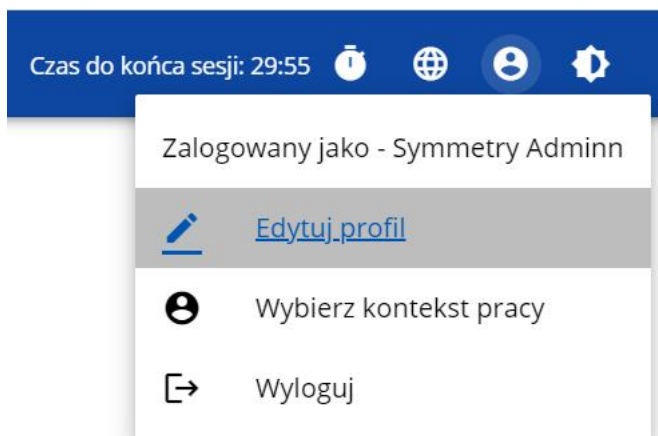 Czas do końca sesji: 29:55
Zalogowany jako - Symmetry Adminn
Edytuj profil
Wybierz kontekst pracy
Wyloguj